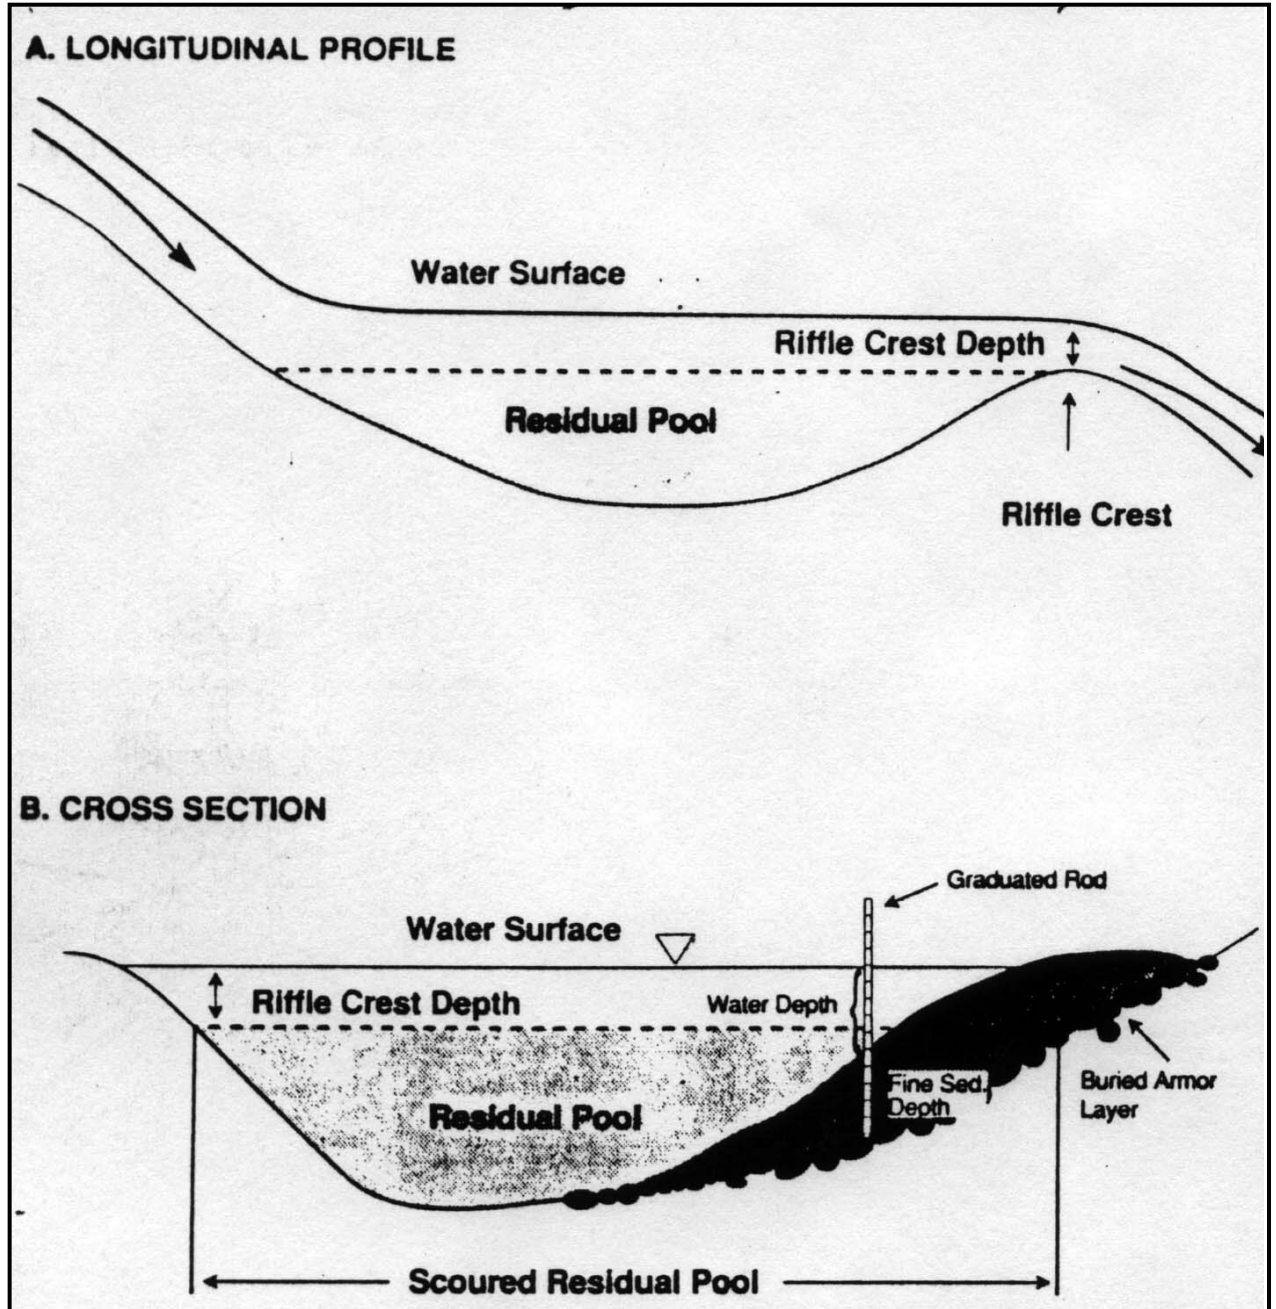 A. LONGITUDINAL PROFILE
Water Surface
Riffle Crest Depth
Residual Pool
Riffle Crest
B. CROSS SECTION
Graduated Rod
Water Surface
Riffle Crest Depth
Water Depth
Fine Sed.
Depth
Buried Armor
Layer
Residual Pool
Scoured Residual Pool